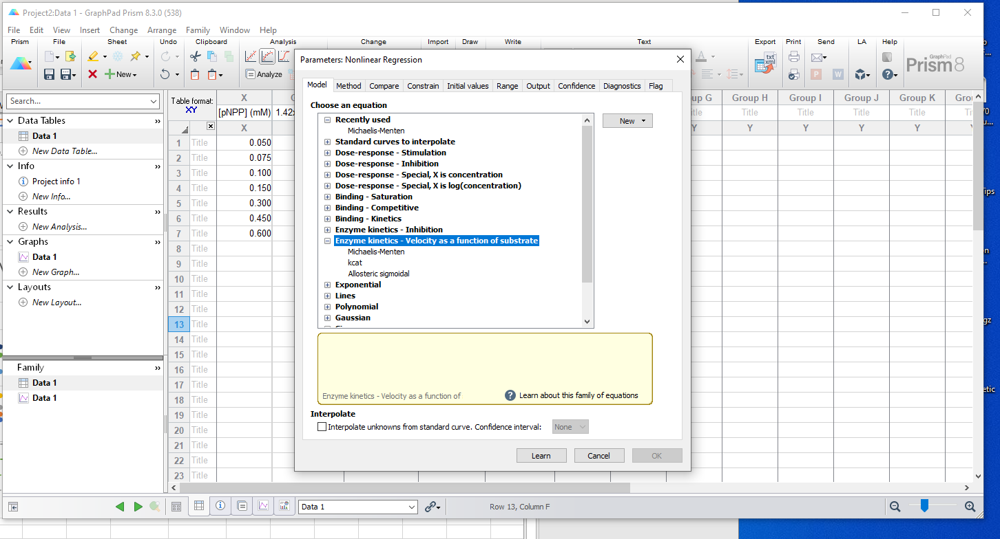 Project2:Data 1 - GraphPad Prism 8.3.0 (538)
File Edit View Insert Change Arrange Family Window Help
Prism File Sheet Undo Clipboard Analysis Change Import Draw Write Text Export Print Send LA Help
New
Analyze
txt
xml
GraphPad
Prism 8
Search...
Data Tables »
Data 1
New Data Table...
Info »
Project info 1
New Info...
Results »
New Analysis...
Graphs »
Data 1
New Graph...
Layouts »
New Layout...
Family »
Data 1
Data 1
Table format:
XY
X
[pNPP] (mM)
X
1 Title 0.050
2 Title 0.075
3 Title 0.100
4 Title 0.150
5 Title 0.300
6 Title 0.450
7 Title 0.600
8 Title
9 Title
10 Title
11 Title
12 Title
13 Title
14 Title
15 Title
16 Title
17 Title
18 Title
19 Title
20 Title
21 Title
22 Title
23 Title
Group H Group I Group J Group K
Title Title Title Title
Y Y Y Y Y
Parameters: Nonlinear Regression
Model Method Compare Constrain Initial values Range Output Confidence Diagnostics Flag
Choose an equation
New
Recently used
Michaelis-Menten
Standard curves to interpolate
Dose-response - Stimulation
Dose-response - Inhibition
Dose-response - Special, X is concentration
Dose-response - Special, X is log(concentration)
Binding - Saturation
Binding - Competitive
Binding - Kinetics
Enzyme kinetics - Inhibition
Enzyme kinetics - Velocity as a function of substrate
Michaelis-Menten
kcat
Allosteric sigmoidal
Exponential
Lines
Polynomial
Gaussian
Enzyme kinetics - Velocity as a function of
Learn about this family of equations
Interpolate
Interpolate unknowns from standard curve. Confidence interval: None
Learn Cancel OK
Data 1
Row 13, Column F